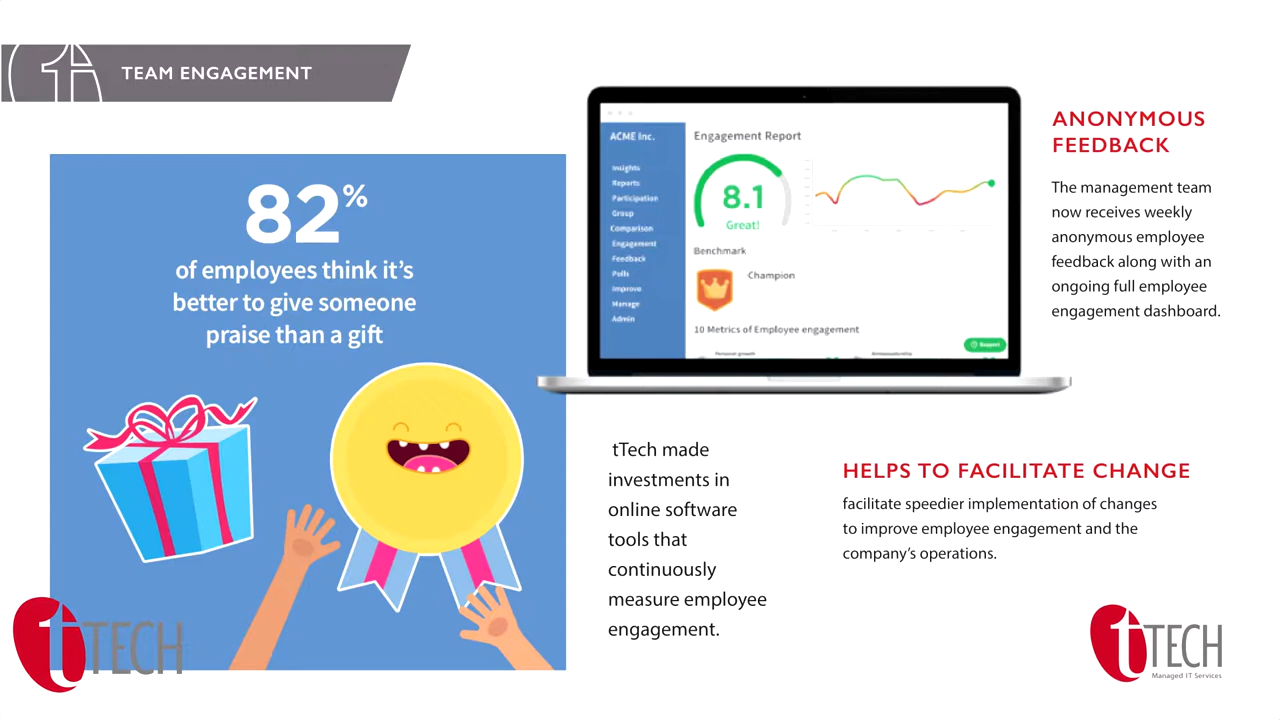 TEAM ENGAGEMENT
82%
of employees think it's
better to give someone
praise than a gift
ACME Inc.
Insights
Reports
Participation
Group
Comparison
Engagement
Feedback
Polls
Improve
Manage
Admin
Engagement Report
8.1
Great!
Benchmark
Champion
10 Metrics of Employee engagement
Personal growth
Support
ANONYMOUS
FEEDBACK
The management team
now receives weekly
anonymous employee
feedback along with an
ongoing full employee
engagement dashboard.
tTech made
investments in
online software
tools that
continuously
measure employee
engagement.
HELPS TO FACILITATE CHANGE
facilitate speedier implementation of changes
to improve employee engagement and the
company's operations.
tTECH
tTECH
Managed IT Services